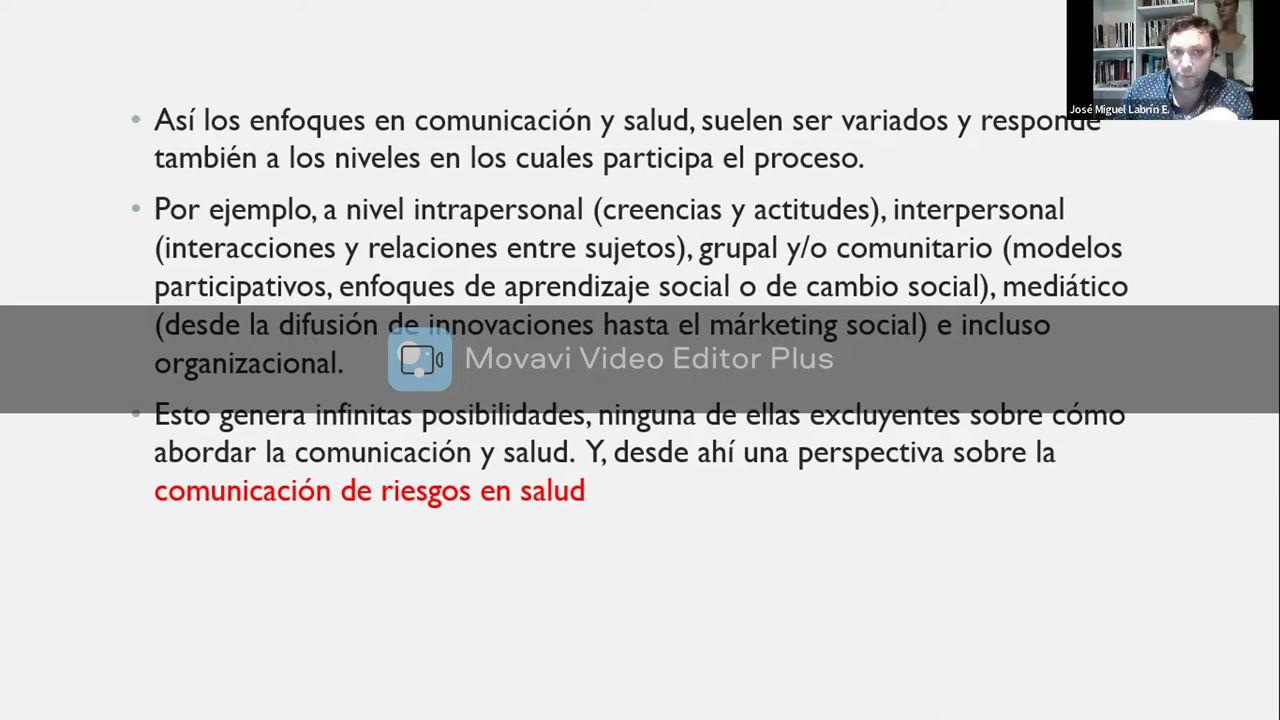 José Miguel Labrín E.
• Así los enfoques en comunicación y salud, suelen ser variados y responde
también a los niveles en los cuales participa el proceso.
• Por ejemplo, a nivel intrapersonal (creencias y actitudes), interpersonal
(interacciones y relaciones entre sujetos), grupal y/o comunitario (modelos
participativos, enfoques de aprendizaje social o de cambio social), mediático
(desde la difusión de innovaciones hasta el márketing social) e incluso
organizacional.
Movavi Video Editor Plus
• Esto genera infinitas posibilidades, ninguna de ellas excluyentes sobre cómo
abordar la comunicación y salud. Y, desde ahí una perspectiva sobre la
comunicación de riesgos en salud